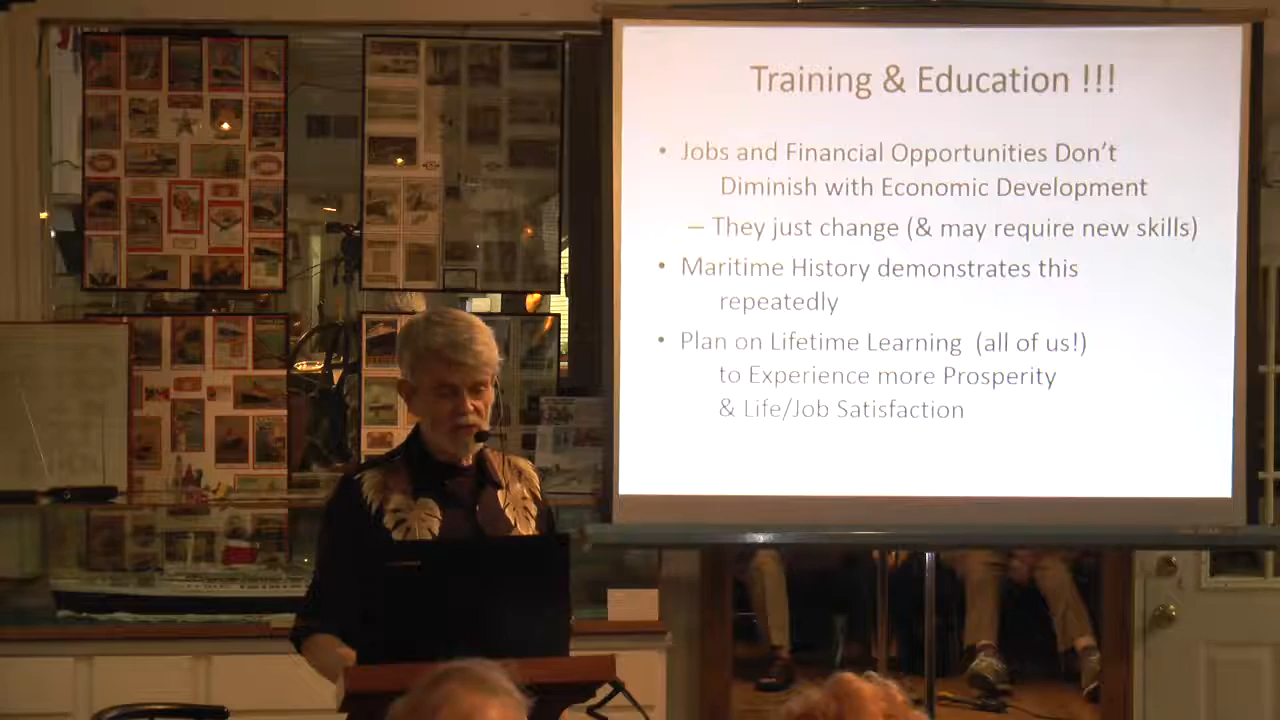 Training & Education !!!
• Jobs and Financial Opportunities Don't
Diminish with Economic Development
– They just change (& may require new skills)
• Maritime History demonstrates this
repeatedly
• Plan on Lifetime Learning (all of us!)
to Experience more Prosperity
& Life/Job Satisfaction